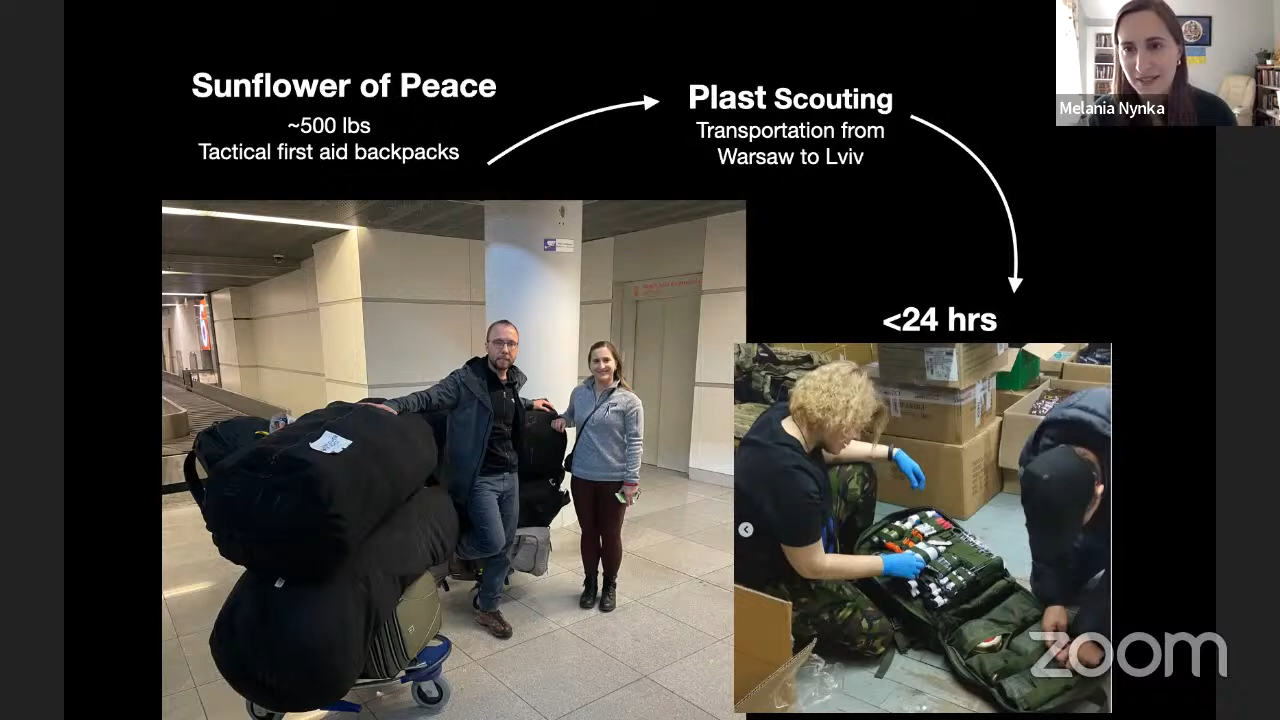 Sunflower of Peace
~500 lbs
Tactical first aid backpacks
Plast Scouting
Transportation from
Warsaw to Lviv
<24 hrs
Melania Nynka
zoom